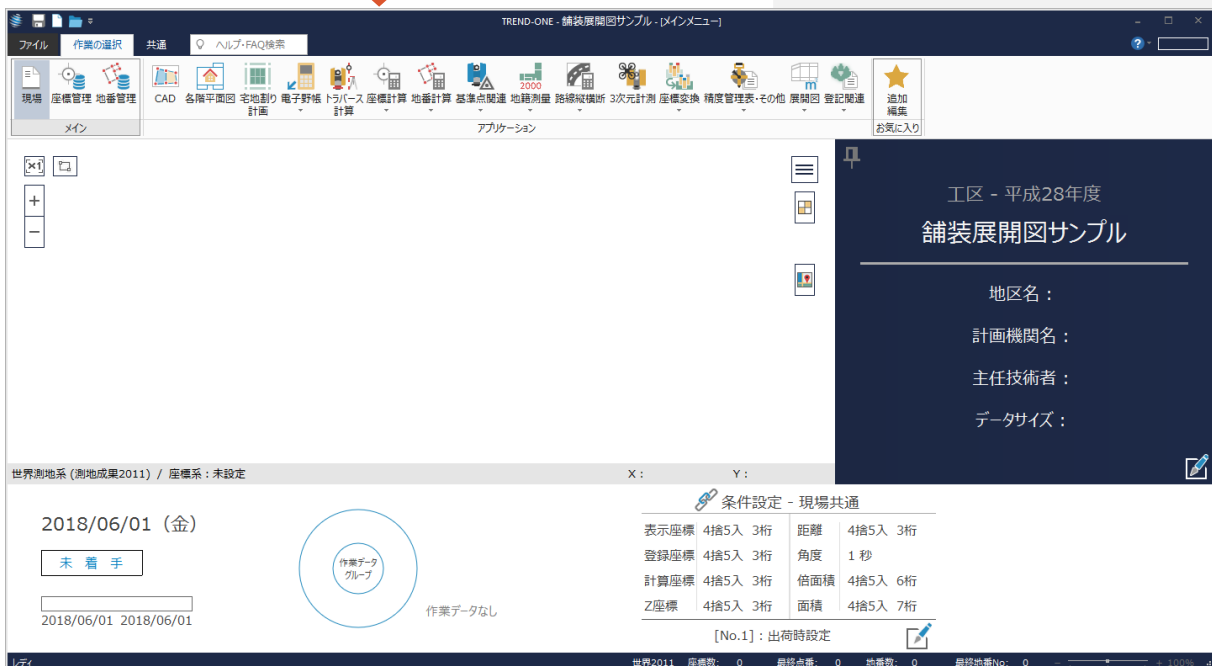 TREND-ONE - 舗装展開図サンプル - [メインメニュー]
ファイル 作業の選択 共通 ヘルプ・FAQ検索
現場 座標管理 地番管理 CAD 各階平面図 宅地割り計画 電子野帳 トラバース計算 座標計算 地番計算 基準点関連 2000 地籍測量 路線縦横断 3次元計測 座標変換 精度管理表・その他 m 展開図 登記関連 追加編集
メイン アプリケーション お気に入り
×1
+
−
工区 - 平成28年度
舗装展開図サンプル
地区名：
計画機関名：
主任技術者：
データサイズ：
世界測地系 (測地成果2011) / 座標系：未設定 X： Y：
2018/06/01（金）
未 着 手
2018/06/01 2018/06/01
作業データ
グループ
作業データなし
条件設定 - 現場共通
表示座標 4捨5入 3桁 距離 4捨5入 3桁
登録座標 4捨5入 3桁 角度 1 秒
計算座標 4捨5入 3桁 倍面積 4捨5入 6桁
Z座標 4捨5入 3桁 面積 4捨5入 7桁
[No.1]：出荷時設定
レディ 世界2011 座標数: 0 最終点番: 0 地番数: 0 最終地番No: 0 − + 100%